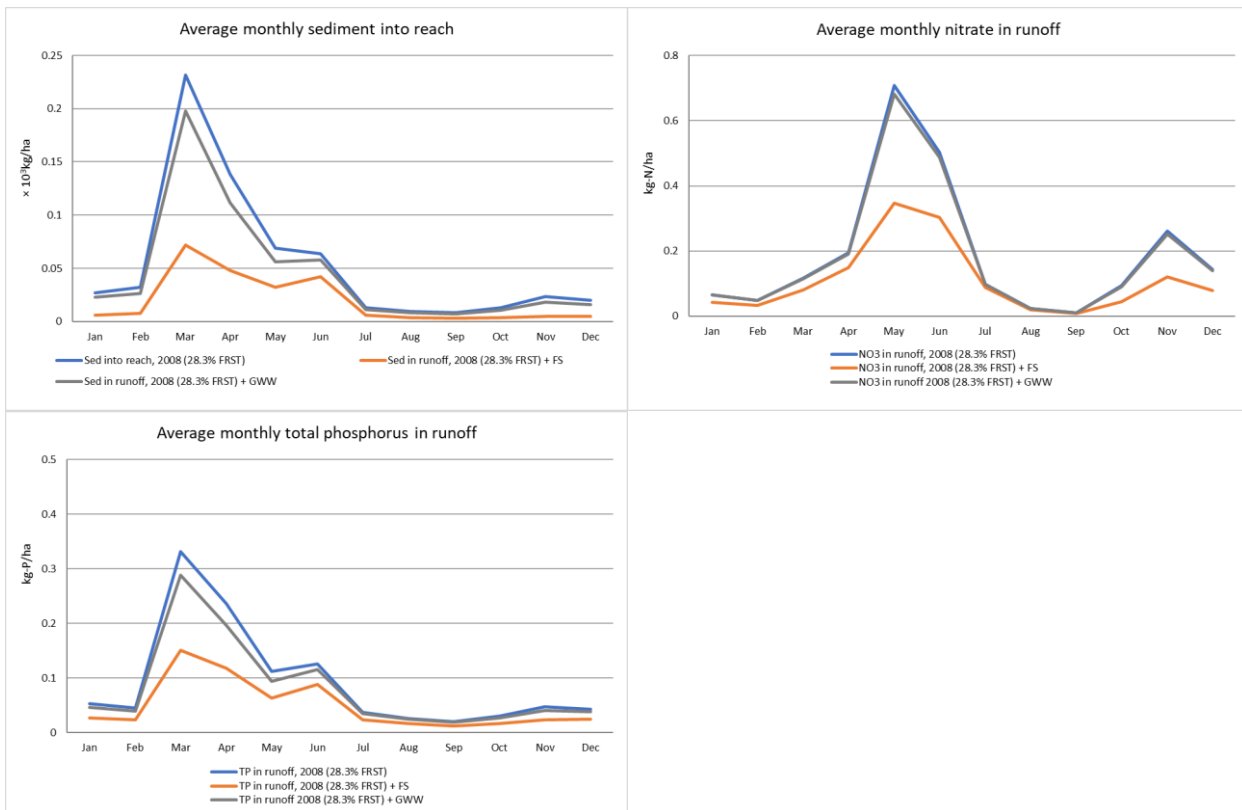 Average monthly sediment into reach
0.25
0.2
0.15
0.1
0.05
0
× 10³kg/ha
Jan Feb Mar Apr May Jun Jul Aug Sep Oct Nov Dec
Sed into reach, 2008 (28.3% FRST) Sed in runoff, 2008 (28.3% FRST) + FS
Sed in runoff, 2008 (28.3% FRST) + GWW
Average monthly nitrate in runoff
0.8
0.6
0.4
0.2
0
kg-N/ha
Jan Feb Mar Apr May Jun Jul Aug Sep Oct Nov Dec
NO3 in runoff, 2008 (28.3% FRST)
NO3 in runoff, 2008 (28.3% FRST) + FS
NO3 in runoff 2008 (28.3% FRST) + GWW
Average monthly total phosphorus in runoff
0.5
0.4
0.3
0.2
0.1
0
kg-P/ha
Jan Feb Mar Apr May Jun Jul Aug Sep Oct Nov Dec
TP in runoff, 2008 (28.3% FRST)
TP in runoff, 2008 (28.3% FRST) + FS
TP in runoff 2008 (28.3% FRST) + GWW